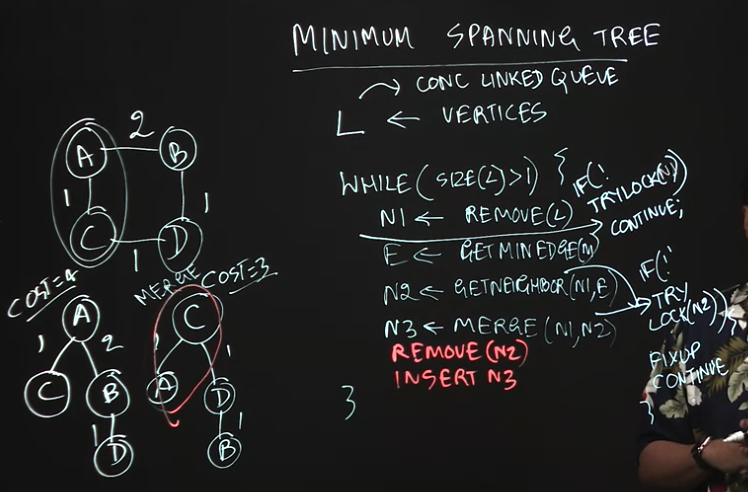 MINIMUM SPANNING TREE
CONC LINKED QUEUE
L ← VERTICES
WHILE (SIZE(L)>1) {
IF(! TRYLOCK(N1))
CONTINUE;
N1 ← REMOVE(L)
E ← GETMINEDGE(N1)
N2 ← GETNEIGHBOR(N1,E)
IF(!
TRY
LOCK(N2)) {
N3 ← MERGE(N1,N2)
REMOVE(N2)
INSERT N3
FIXUP
CONTINUE
}
}
A 2 B
1 1
C 1 D
COST=4
MERGE COST=3
A
1 2
C B
1
D
C
1 1
A D
1
B